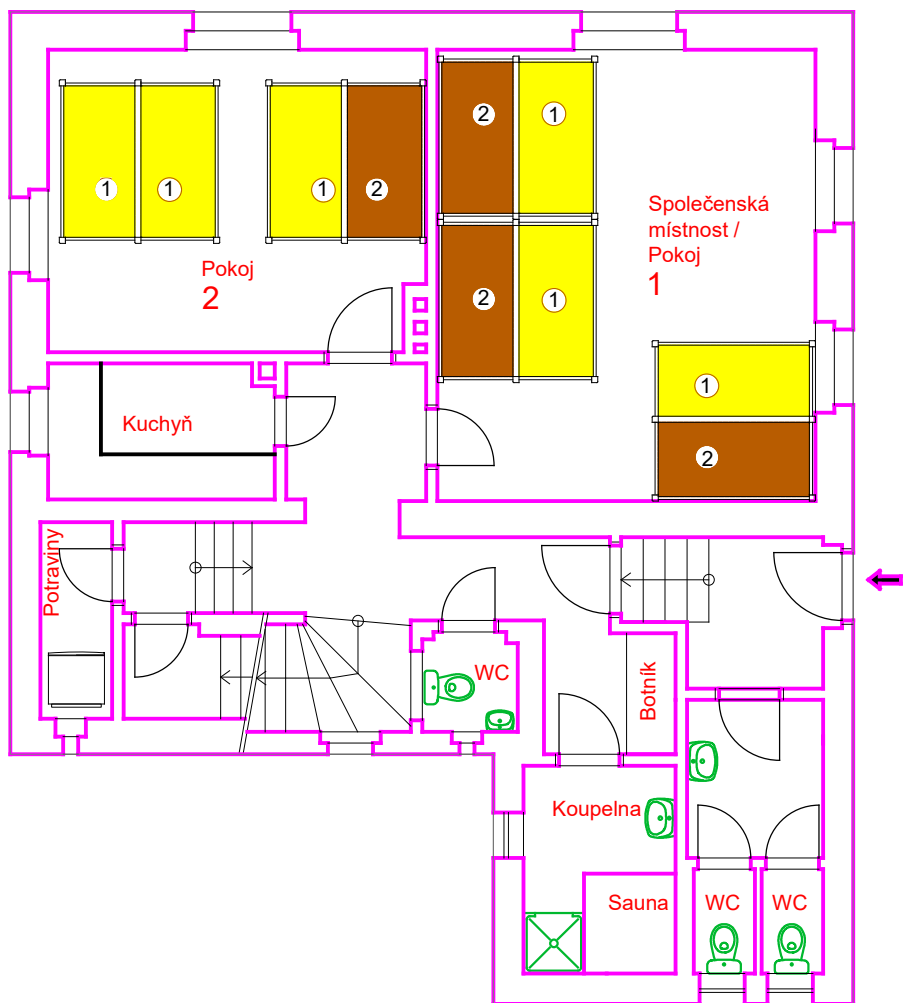 2
1
1
1
1
2
Společenská
místnost /
Pokoj
1
Pokoj
2
2
1
1
2
Kuchyň
Potraviny
WC
Botník
Koupelna
Sauna
WC
WC